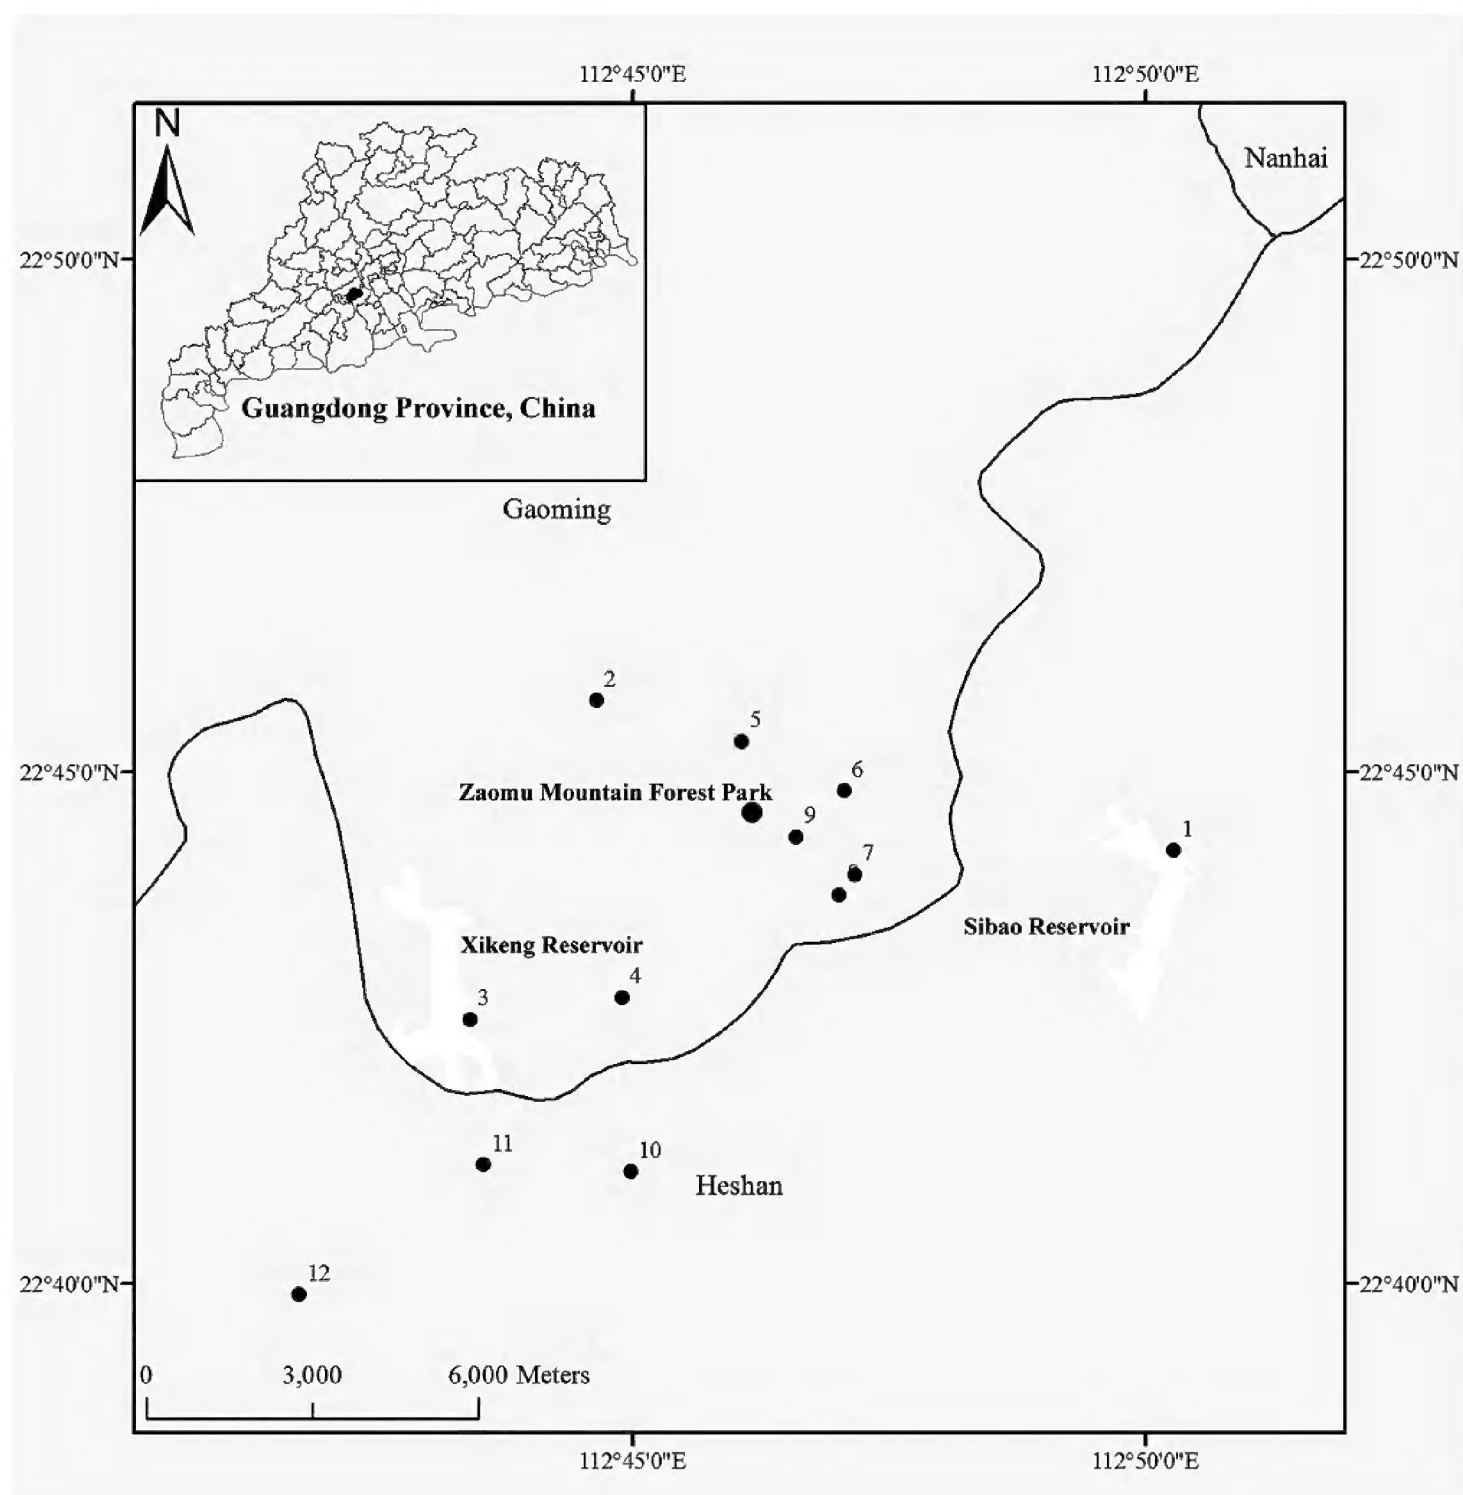 112°45'0"E
112°50'0"E
N
Nanhai
22°50'0"N
22°50'0"N
Guangdong Province, China
Gaoming
2
5
22°45'0"N
22°45'0"N
6
Zaomu Mountain Forest Park
9
1
7
Sibao Reservoir
Xikeng Reservoir
4
3
11
10
Heshan
12
22°40'0"N
22°40'0"N
0
3,000
6,000 Meters
112°45'0"E
112°50'0"E